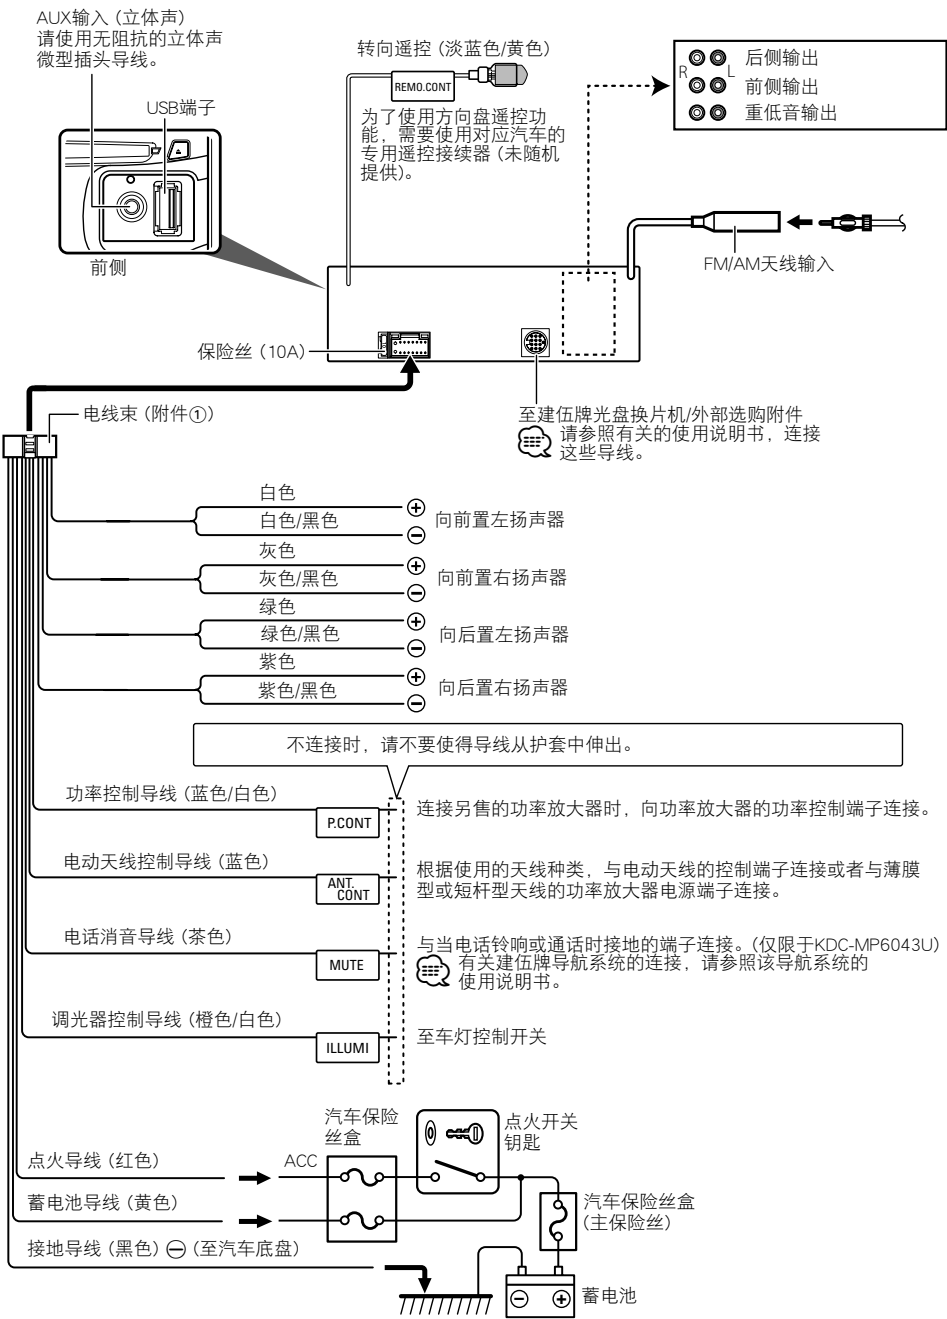 AUX输入 (立体声)
请使用无阻抗的立体声
微型插头导线。
USB端子
前侧
转向遥控 (淡蓝色/黄色)
REMO.CONT
为了使用方向盘遥控功
能，需要使用对应汽车的
专用遥控接续器 (未随机
提供)。
R L
后侧输出
前侧输出
重低音输出
FM/AM天线输入
保险丝 (10A)
电线束 (附件①)
至建伍牌光盘换片机/外部选购附件
请参照有关的使用说明书，连接
这些导线。
白色
白色/黑色
⊕
⊖
向前置左扬声器
灰色
灰色/黑色
⊕
⊖
向前置右扬声器
绿色
绿色/黑色
⊕
⊖
向后置左扬声器
紫色
紫色/黑色
⊕
⊖
向后置右扬声器
不连接时，请不要使得导线从护套中伸出。
功率控制导线 (蓝色/白色)
P.CONT
连接另售的功率放大器时，向功率放大器的功率控制端子连接。
电动天线控制导线 (蓝色)
ANT.
CONT
根据使用的天线种类，与电动天线的控制端子连接或者与薄膜
型或短杆型天线的功率放大器电源端子连接。
电话消音导线 (茶色)
MUTE
与当电话铃响或通话时接地的端子连接。(仅限于KDC-MP6043U)
有关建伍牌导航系统的连接，请参照该导航系统的
使用说明书。
调光器控制导线 (橙色/白色)
ILLUMI
至车灯控制开关
汽车保险
丝盒
点火开关
钥匙
点火导线 (红色)
ACC
蓄电池导线 (黄色)
汽车保险丝盒
(主保险丝)
接地导线 (黑色) ⊖ (至汽车底盘)
⊖ ⊕
蓄电池